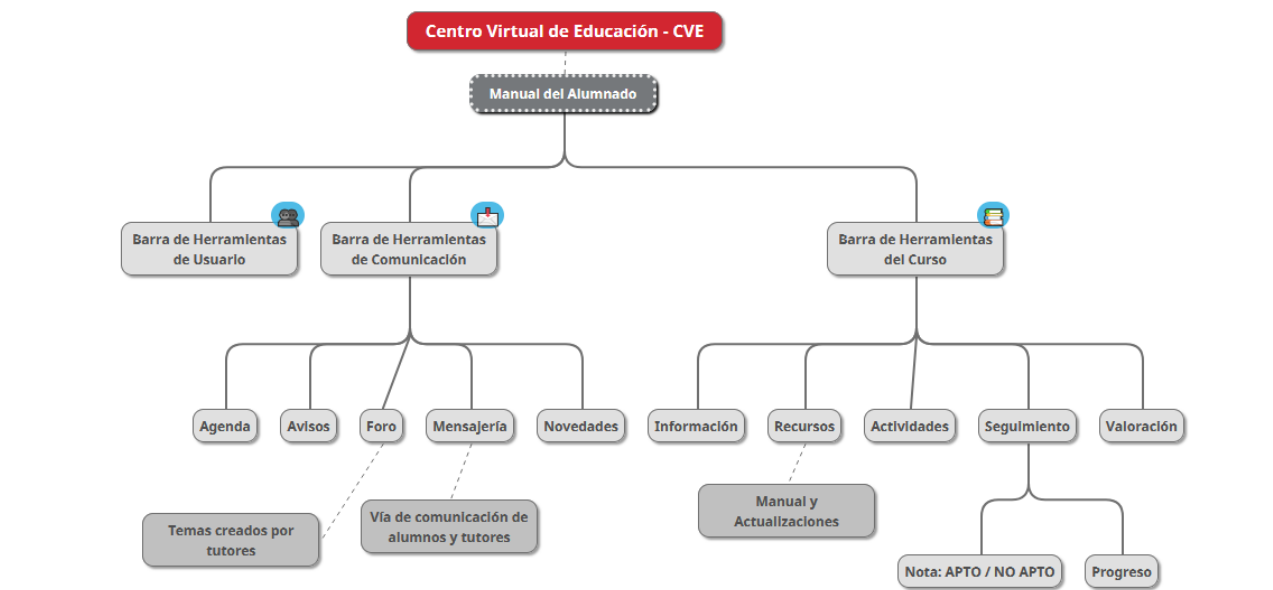 Centro Virtual de Educación - CVE
Manual del Alumnado
Barra de Herramientas
de Usuario
Barra de Herramientas
de Comunicación
Barra de Herramientas
del Curso
Agenda
Avisos
Foro
Mensajería
Novedades
Información
Recursos
Actividades
Seguimiento
Valoración
Temas creados por
tutores
Vía de comunicación de
alumnos y tutores
Manual y
Actualizaciones
Nota: APTO / NO APTO
Progreso